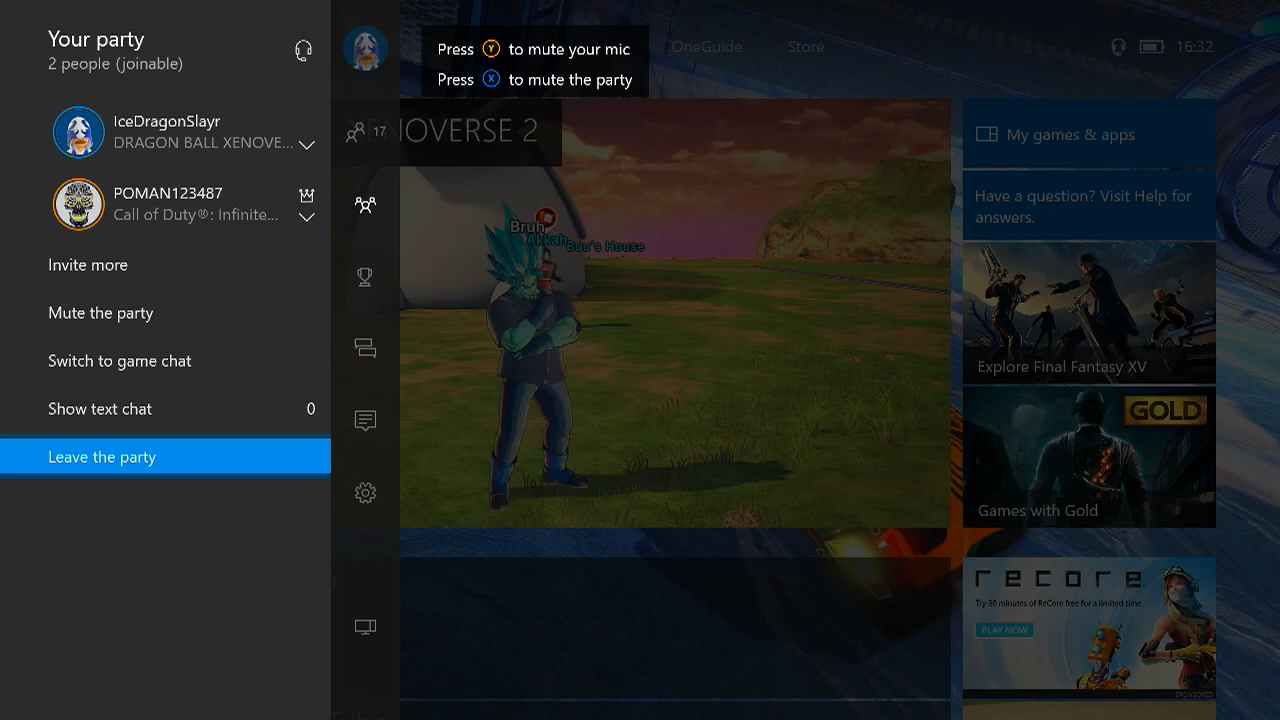 Your party
2 people (joinable)
IceDragonSlayr
DRAGON BALL XENOVE...
POMAN123487
Call of Duty®: Infinite...
Invite more
Mute the party
Switch to game chat
Show text chat 0
Leave the party
Press Y to mute your mic
Press X to mute the party
OneGuide
Store
16:32
17
ENOVERSE 2
Bruh
Akkah
Buu's House
My games & apps
Have a question? Visit Help for
answers.
Explore Final Fantasy XV
GOLD
Games with Gold
recore
Try 30 minutes of ReCore free for a limited time.
PLAY NOW
SPONSORED